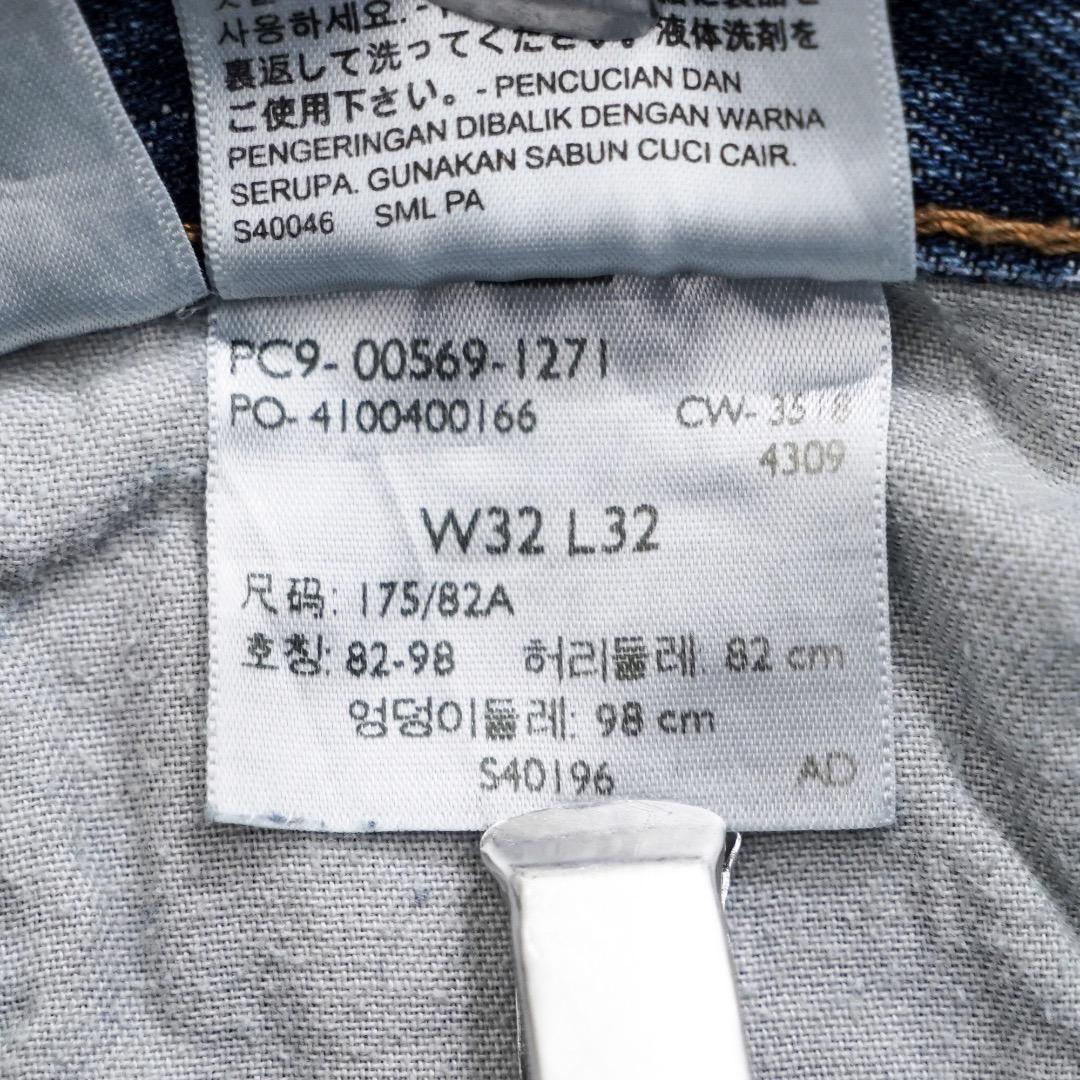 사용하세요. -
裏返して洗ってください。液体洗剤を
ご使用下さい。- PENCUCIAN DAN
PENGERINGAN DIBALIK DENGAN WARNA
SERUPA. GUNAKAN SABUN CUCI CAIR.
S40046 SML PA
PC9- 00569-1271
PO- 4100400166 CW-
4309
W32 L32
尺码: 175/82A
호칭: 82-98 허리둘레: 82 cm
엉덩이둘레: 98 cm
S40196 AD